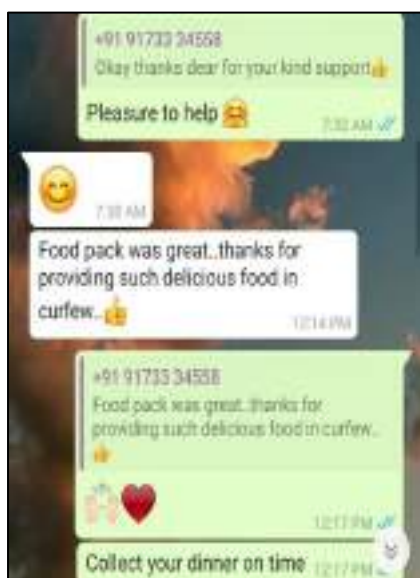 +91 91733 34558
Okay thanks dear for your kind support👍
Pleasure to help 🤗
7:32 AM
😊
7:38 AM
Food pack was great..thanks for
providing such delicious food in
curfew..👍
12:14 PM
+91 91733 34558
Food pack was great..thanks for
providing such delicious food in curfew..
👍
🙌🏻❤️
12:17 PM
Collect your dinner on time 12:17 PM